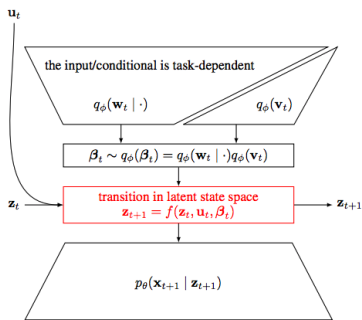 u_t
the input/conditional is task-dependent
q_ϕ(w_t | ·) q_ϕ(v_t)
β_t ∼ q_ϕ(β_t) = q_ϕ(w_t | ·)q_ϕ(v_t)
transition in latent state space
z_t z_{t+1} = f(z_t, u_t, β_t) z_{t+1}
p_θ(x_{t+1} | z_{t+1})